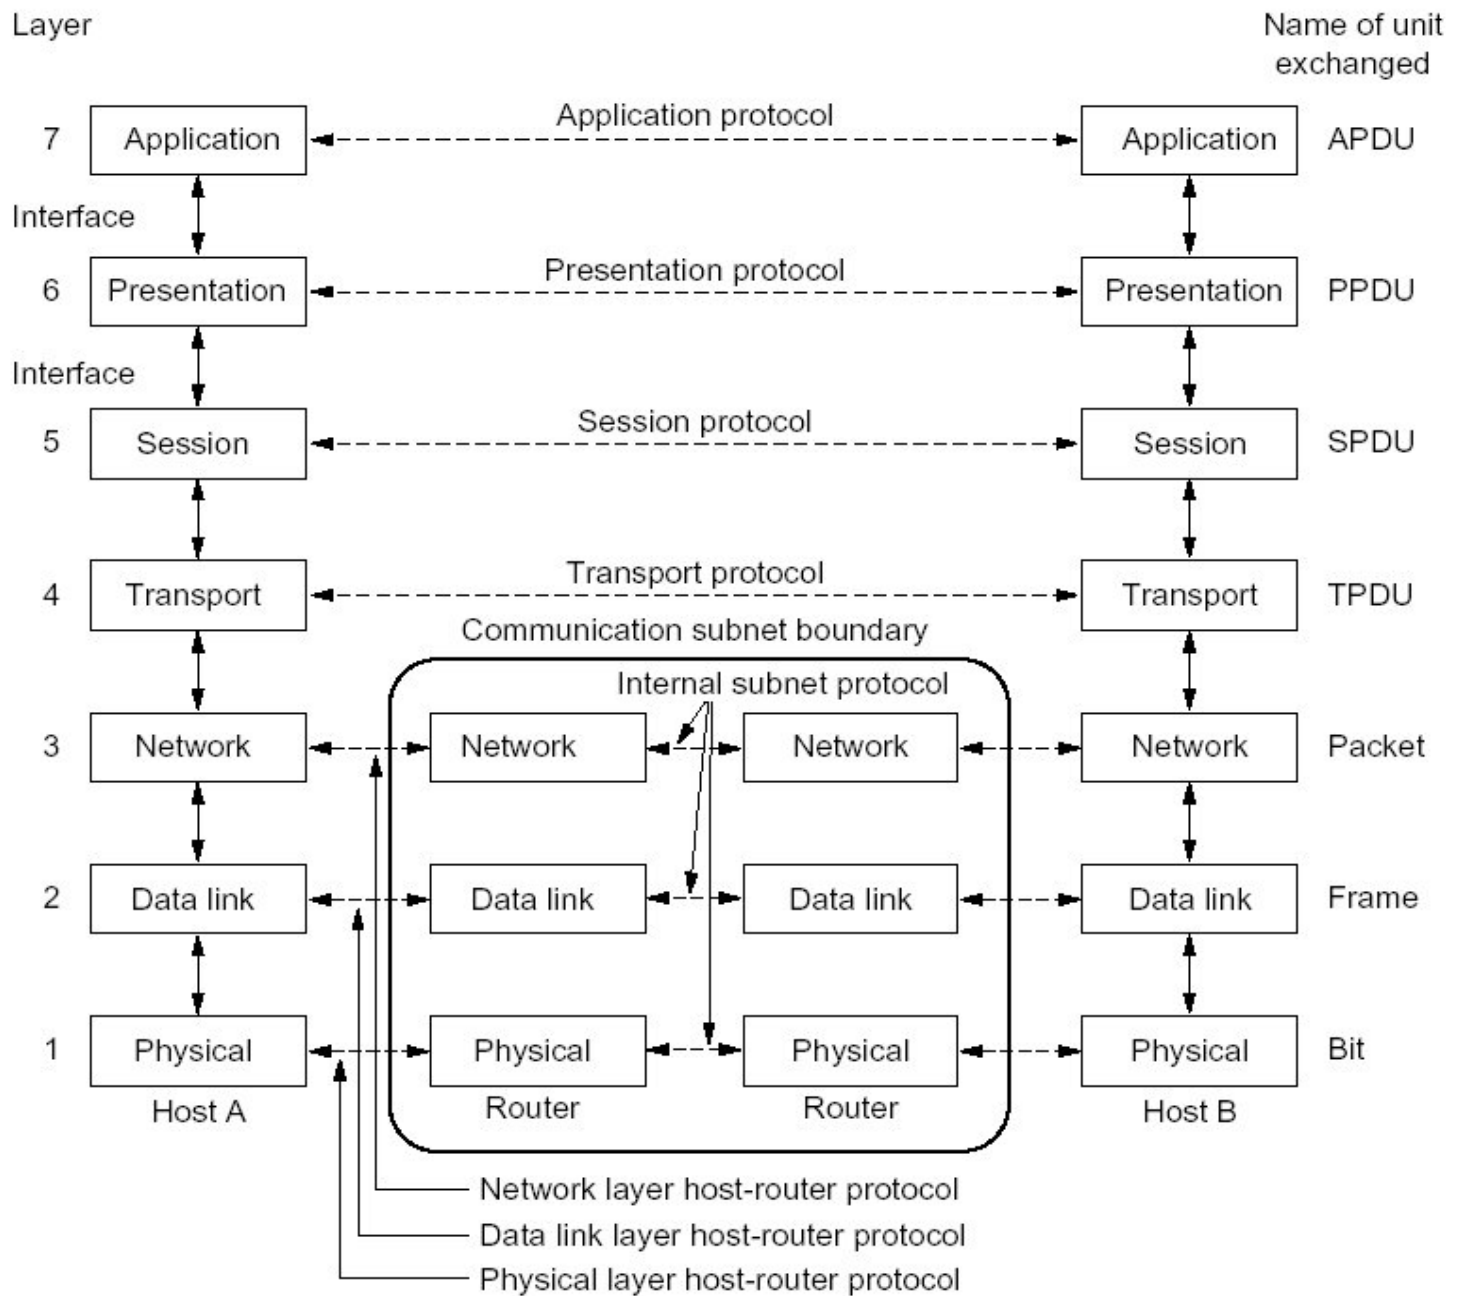 Layer
Name of unit
exchanged
7
Application
Application protocol
Application
APDU
Interface
6
Presentation
Presentation protocol
Presentation
PPDU
Interface
5
Session
Session protocol
Session
SPDU
4
Transport
Transport protocol
Transport
TPDU
Communication subnet boundary
Internal subnet protocol
3
Network
Network
Network
Network
Packet
2
Data link
Data link
Data link
Data link
Frame
1
Physical
Physical
Physical
Physical
Bit
Host A
Router
Router
Host B
Network layer host-router protocol
Data link layer host-router protocol
Physical layer host-router protocol